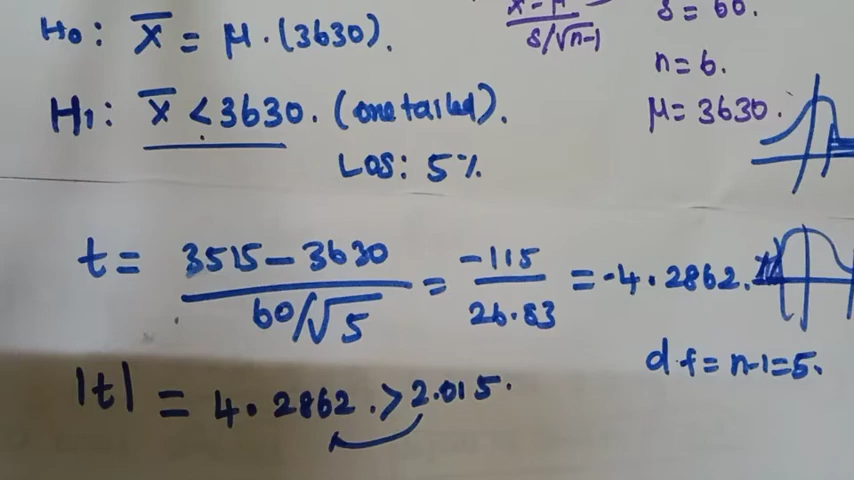 H₀: X̄ = μ. (3630).
x̄ - μ
s/√n-1
s = 60.
n = 6.
μ = 3630.
H₁: X̄ < 3630. (one tailed).
LOS: 5%
t = 3515 - 3630 / 60/√5 = -115 / 26.83 = -4.2862.
d.f = n-1 = 5.
|t| = 4.2862. > 2.015.